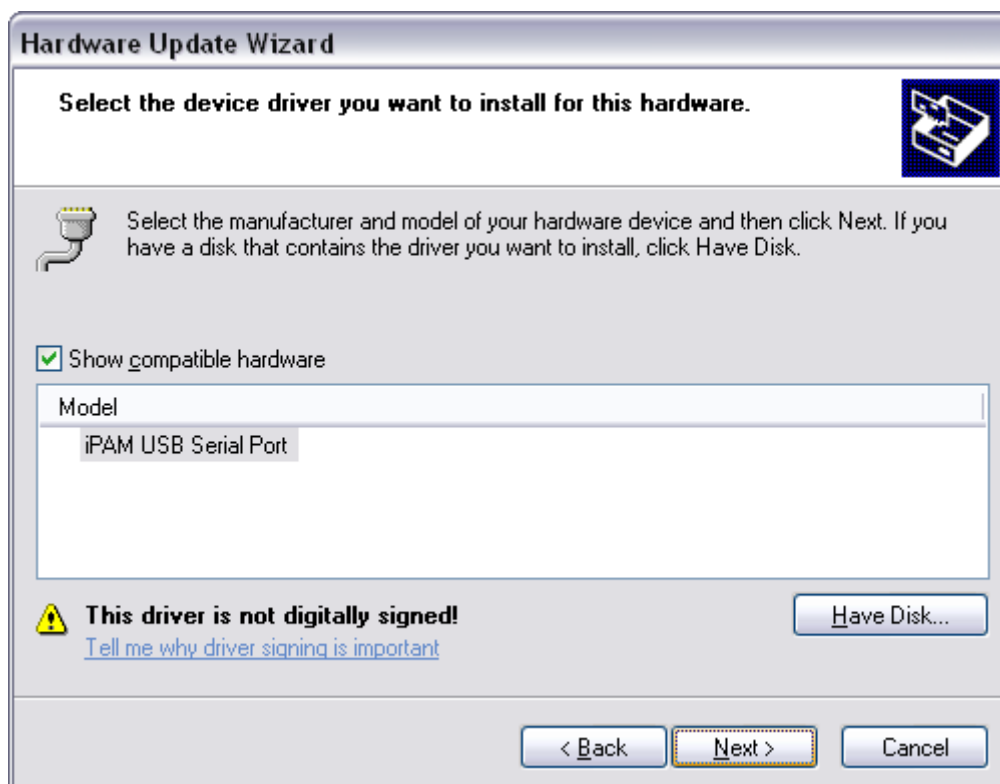 Hardware Update Wizard
Select the device driver you want to install for this hardware.
Select the manufacturer and model of your hardware device and then click Next. If you
have a disk that contains the driver you want to install, click Have Disk.
Show compatible hardware
Model
iPAM USB Serial Port
This driver is not digitally signed!
Have Disk...
Tell me why driver signing is important
< Back
Next >
Cancel